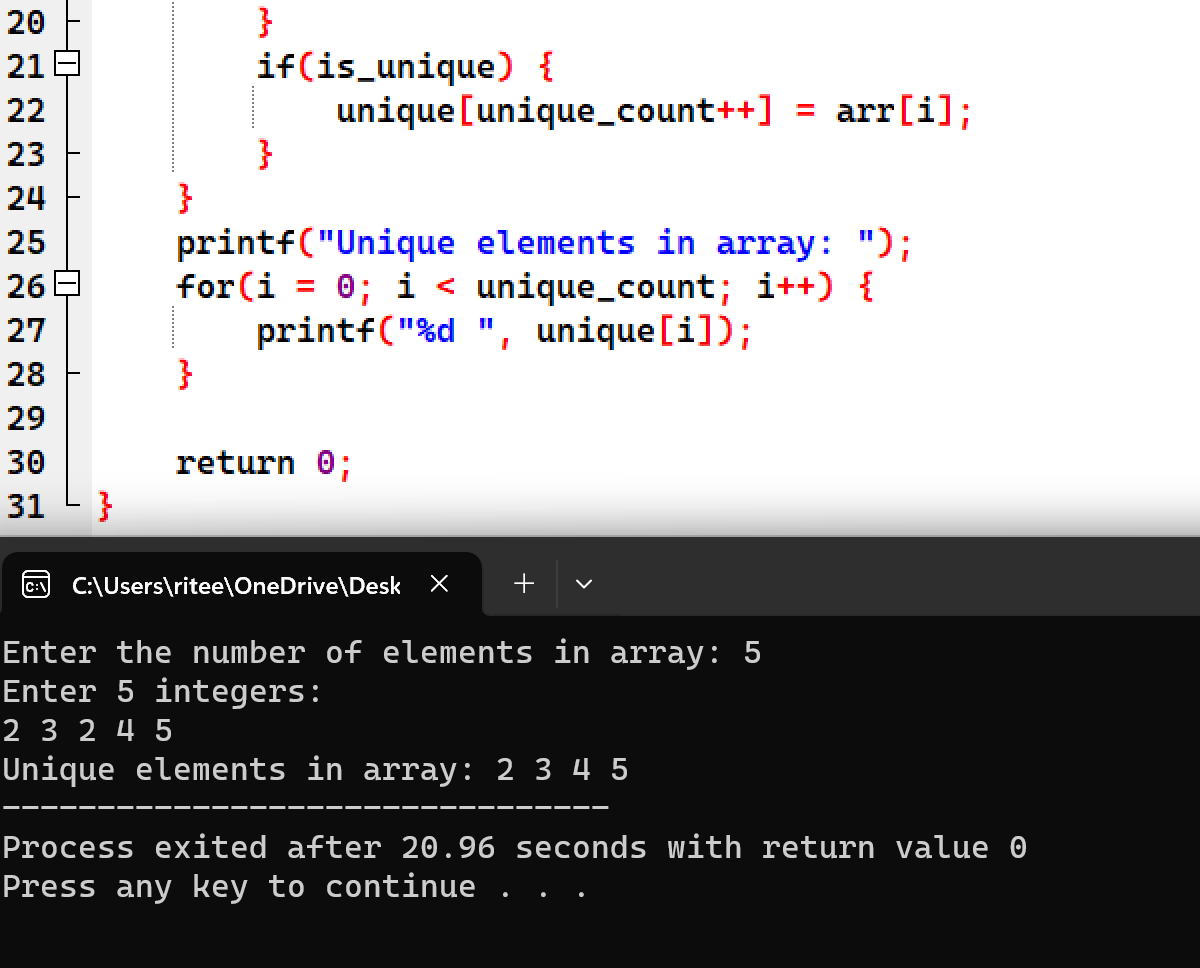 20 }
21 if(is_unique) {
22 unique[unique_count++] = arr[i];
23 }
24 }
25 printf("Unique elements in array: ");
26 for(i = 0; i < unique_count; i++) {
27 printf("%d ", unique[i]);
28 }
29
30 return 0;
31 }
C:\Users\ritee\OneDrive\Desk
Enter the number of elements in array: 5
Enter 5 integers:
2 3 2 4 5
Unique elements in array: 2 3 4 5
--------------------------------
Process exited after 20.96 seconds with return value 0
Press any key to continue . . .